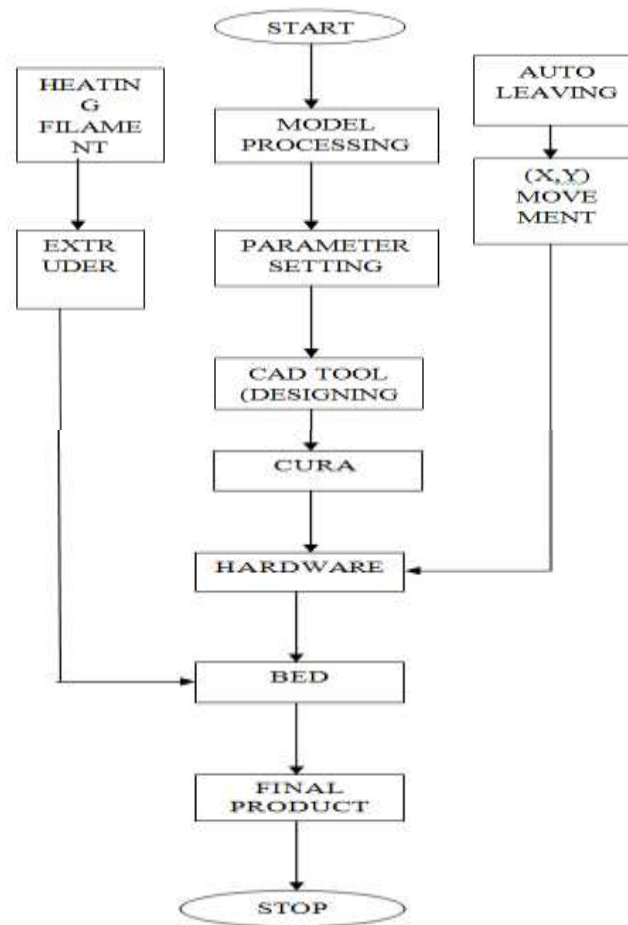 START
HEATIN
G
FILAME
NT
AUTO
LEAVING
MODEL
PROCESSING
(X,Y)
MOVE
MENT
EXTR
UDER
PARAMETER
SETTING
CAD TOOL
(DESIGNING
CURA
HARDWARE
BED
FINAL
PRODUCT
STOP